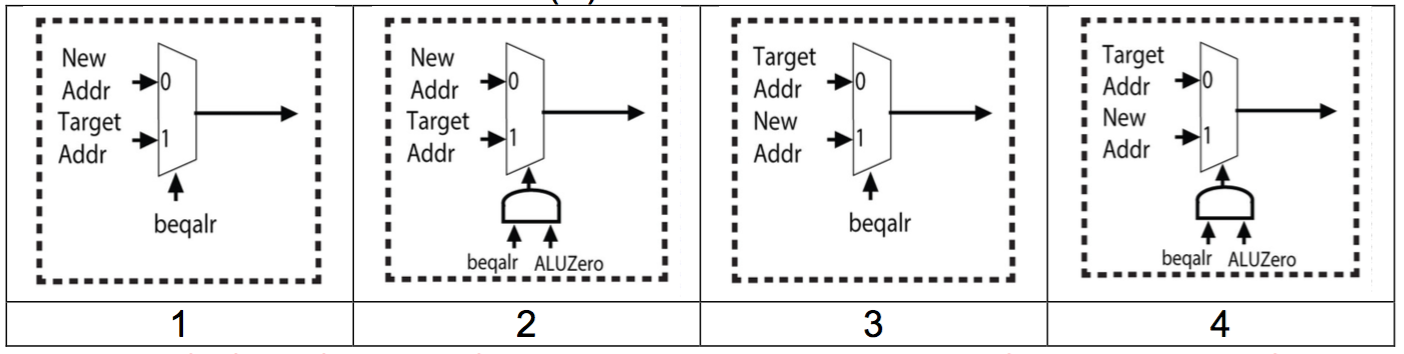 New
Addr
0
Target
Addr
1
beqalr
New
Addr
0
Target
Addr
1
beqalr ALUZero
Target
Addr
0
New
Addr
1
beqalr
Target
Addr
0
New
Addr
1
beqalr ALUZero
1 2 3 4